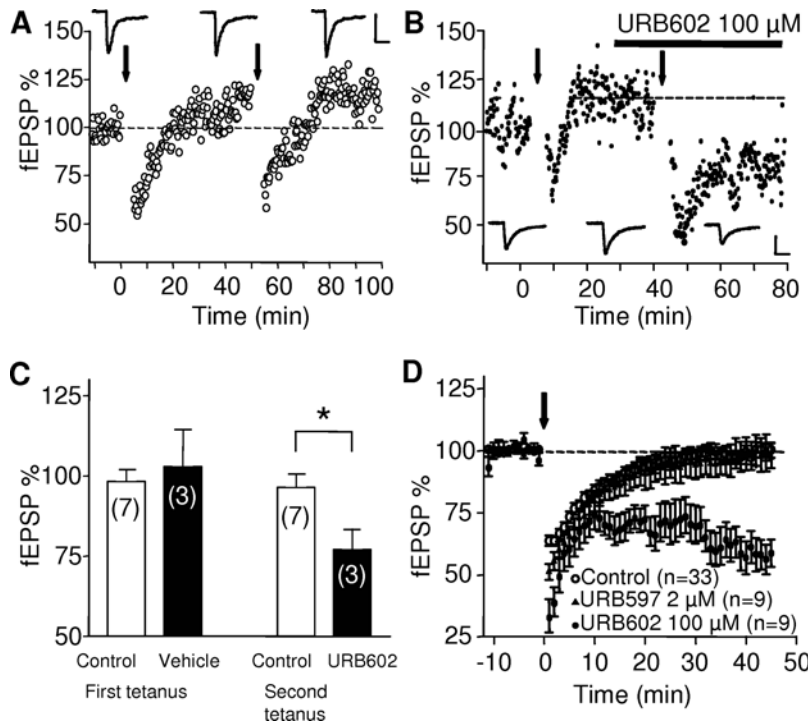 A
fEPSP %
125
100
75
50
0 20 40 60 80 100
Time (min)
B
URB602 100 µM
fEPSP %
150
125
100
75
50
0 20 40 60 80
Time (min)
C
fEPSP %
125
100
75
50
(7) (3) (7) (3)
*
Control Vehicle Control URB602
First tetanus Second
tetanus
D
fEPSP %
125
100
75
50
25
Control (n=33)
URB597 2 µM (n=9)
URB602 100 µM (n=9)
-10 0 10 20 30 40 50
Time (min)